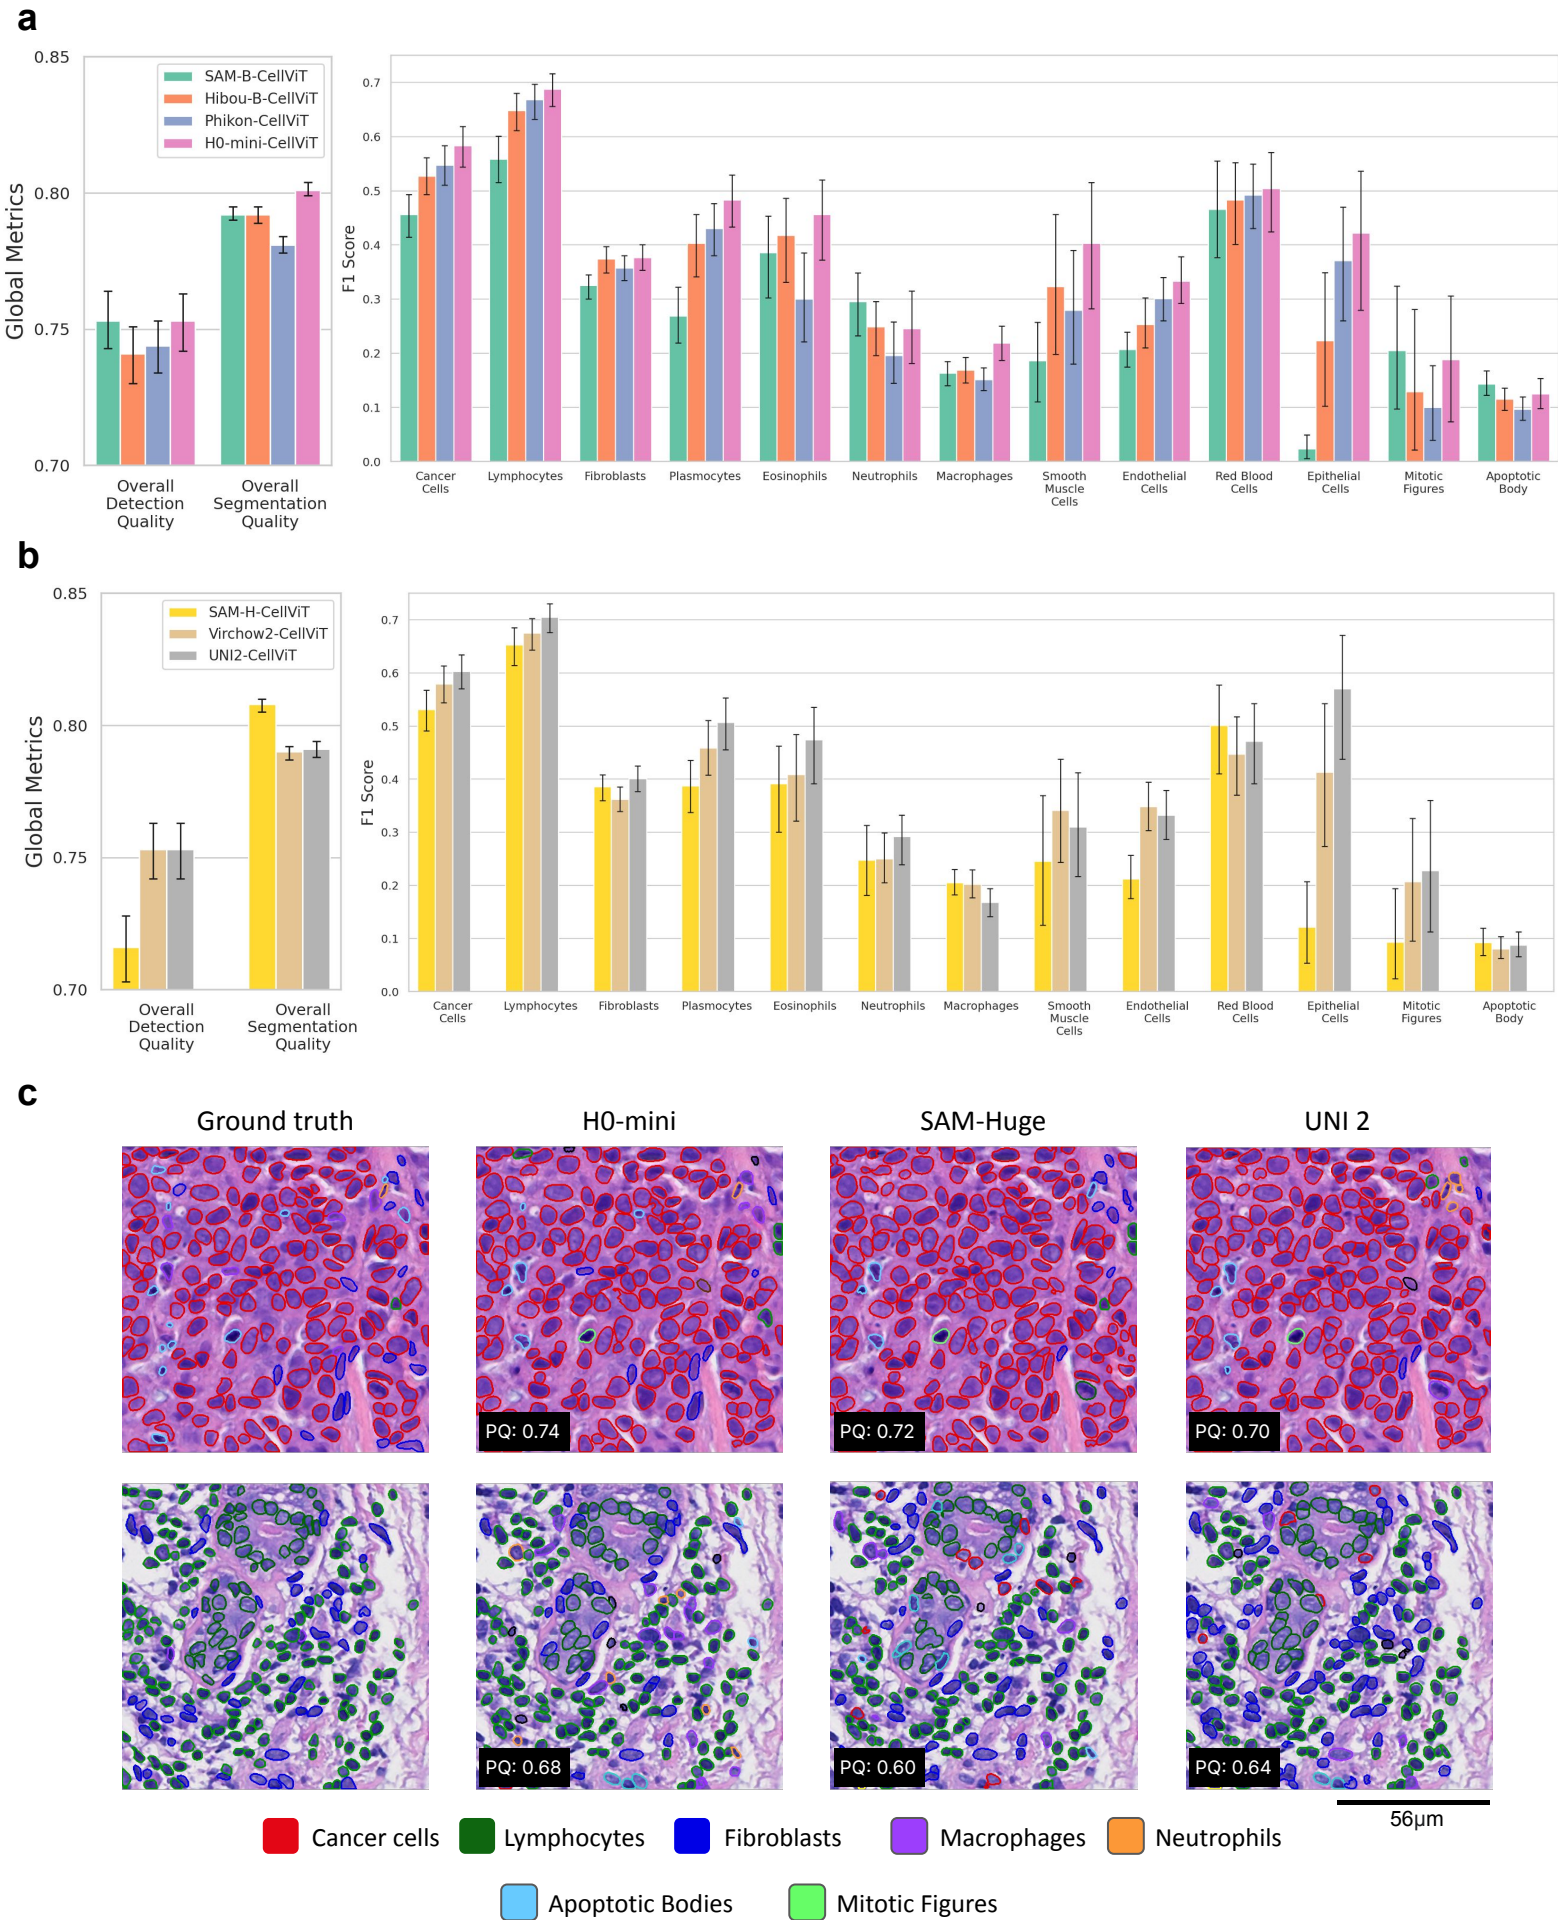 a
0.85
0.80
0.75
0.70
Global Metrics
SAM-B-CellViT
Hibou-B-CellViT
Phikon-CellViT
H0-mini-CellViT
Overall
Detection
Quality
Overall
Segmentation
Quality
0.7
0.6
0.5
0.4
0.3
0.2
0.1
0.0
F1 Score
Cancer
Cells
Lymphocytes
Fibroblasts
Plasmocytes
Eosinophils
Neutrophils
Macrophages
Smooth
Muscle
Cells
Endothelial
Cells
Red Blood
Cells
Epithelial
Cells
Mitotic
Figures
Apoptotic
Body
b
0.85
0.80
0.75
0.70
Global Metrics
SAM-H-CellViT
Virchow2-CellViT
UNI2-CellViT
Overall
Detection
Quality
Overall
Segmentation
Quality
0.7
0.6
0.5
0.4
0.3
0.2
0.1
0.0
F1 Score
Cancer
Cells
Lymphocytes
Fibroblasts
Plasmocytes
Eosinophils
Neutrophils
Macrophages
Smooth
Muscle
Cells
Endothelial
Cells
Red Blood
Cells
Epithelial
Cells
Mitotic
Figures
Apoptotic
Body
c
Ground truth
H0-mini
SAM-Huge
UNI 2
PQ: 0.74
PQ: 0.72
PQ: 0.70
PQ: 0.68
PQ: 0.60
PQ: 0.64
56µm
Cancer cells
Lymphocytes
Fibroblasts
Macrophages
Neutrophils
Apoptotic Bodies
Mitotic Figures